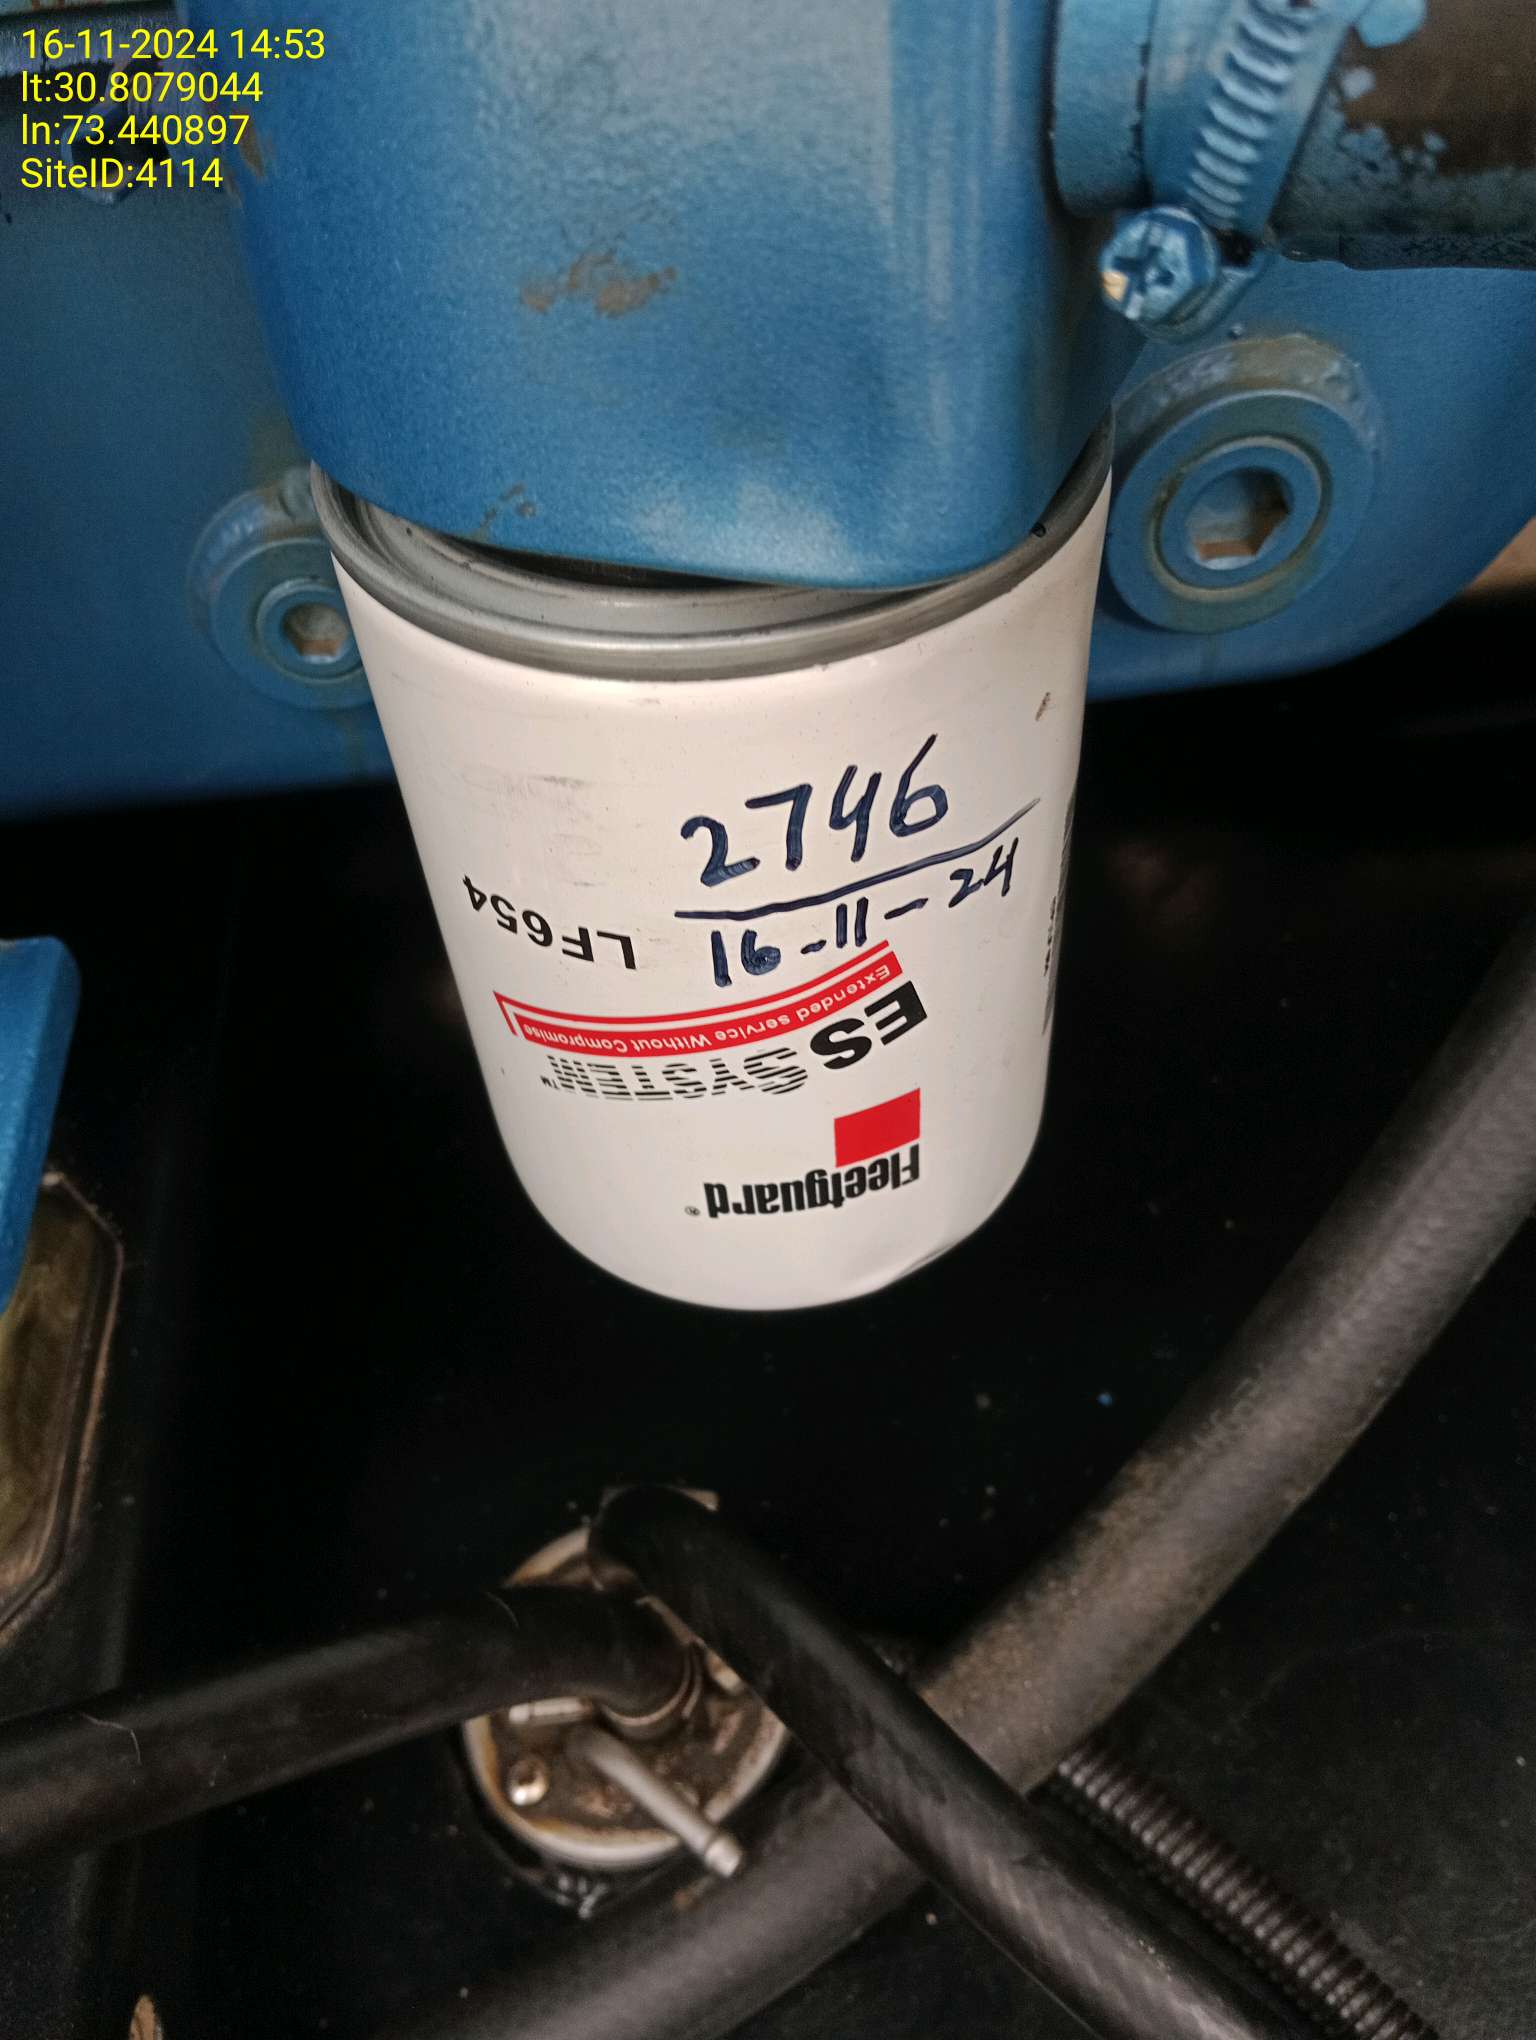 16-11-2024 14:53
lt:30.8079044
ln:73.440897
SiteID:4114
2746
16-11-24
Fleetguard®
ES SYSTEM™
Extended service Without Compromise
LF654